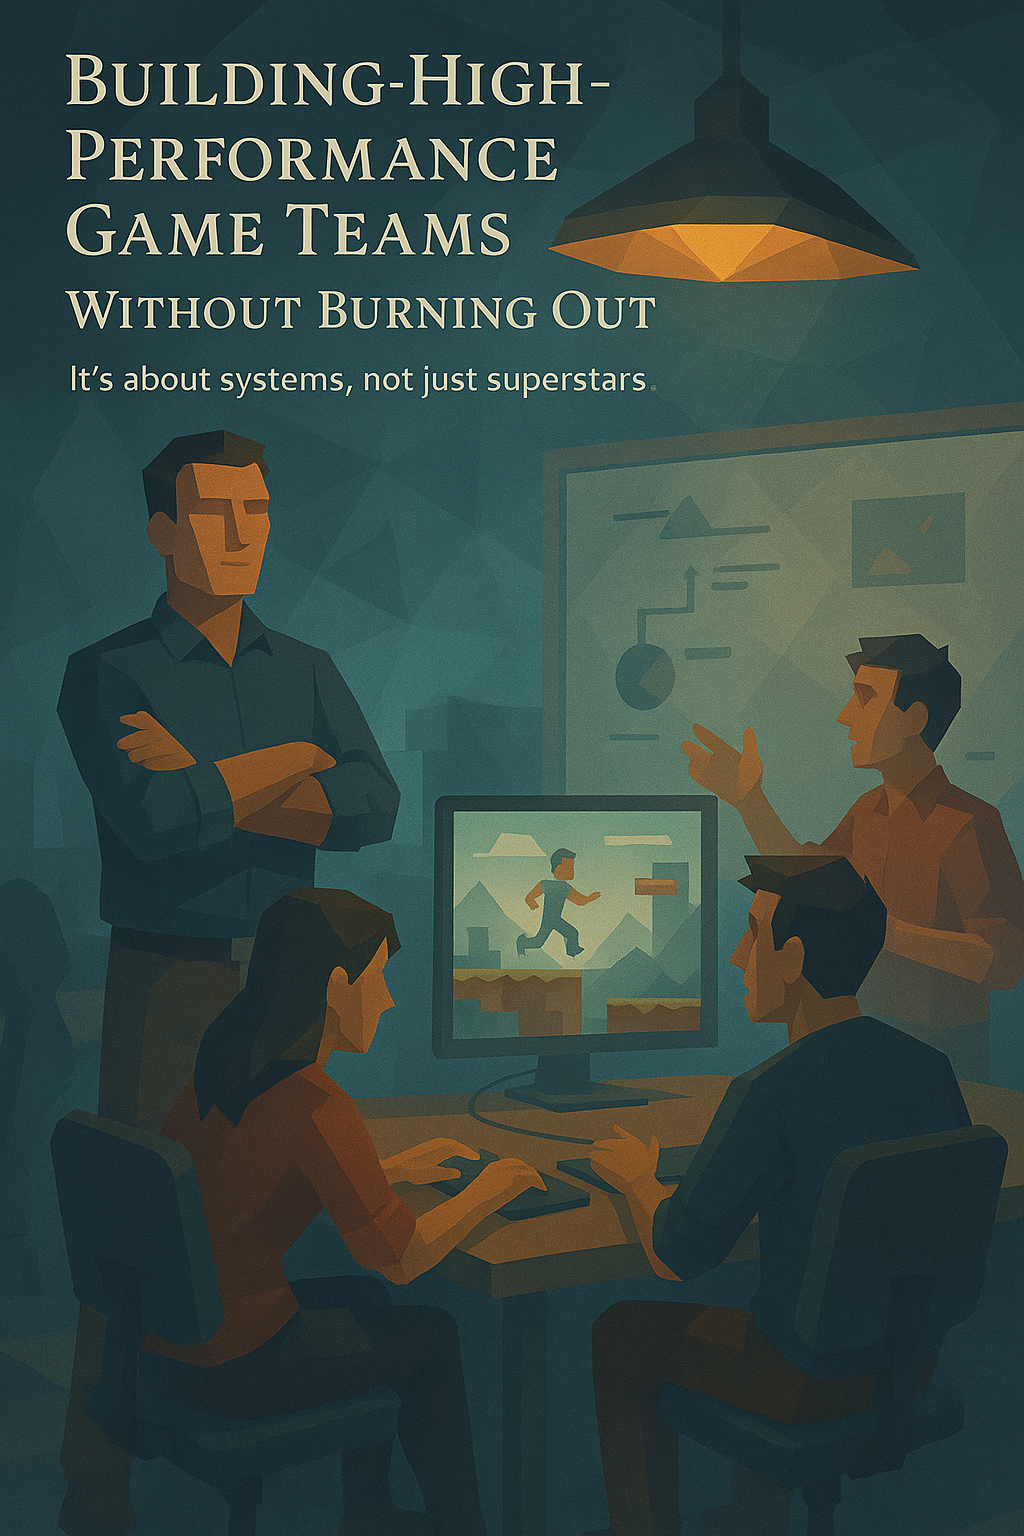 Building-High-
Performance
Game Teams
Without Burning Out
It's about systems, not just superstars.